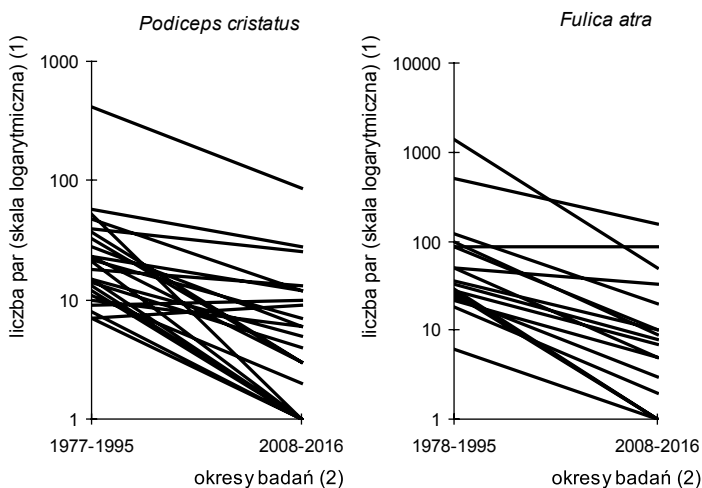 Podiceps cristatus
liczba par (skala logarytmiczna) (1)
1000
100
10
1
1977-1995
2008-2016
okresy badań (2)
Fulica atra
liczba par (skala logarytmiczna) (1)
10000
1000
100
10
1
1978-1995
2008-2016
okresy badań (2)